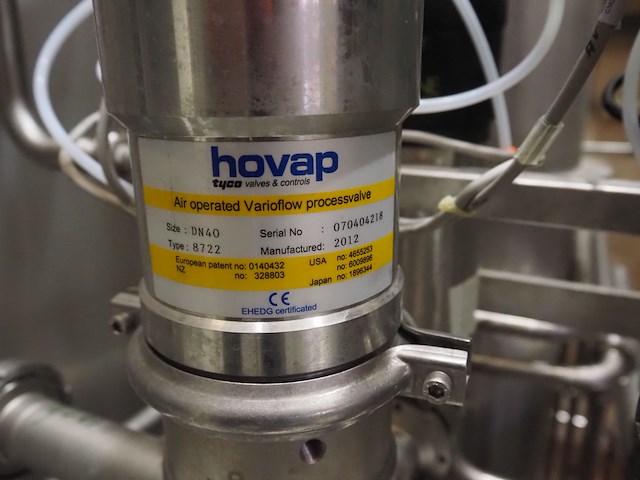 hovap
tyco valves & controls
Air operated Varioflow processvalve
Size : DN40 Serial No : 070404218
Type : 8722 Manufactured: 2012
European patent no: 0140432 USA no: 4655253
NZ no: 328803 no: 6009896
Japan no: 1896344
CE
EHEDG certificated